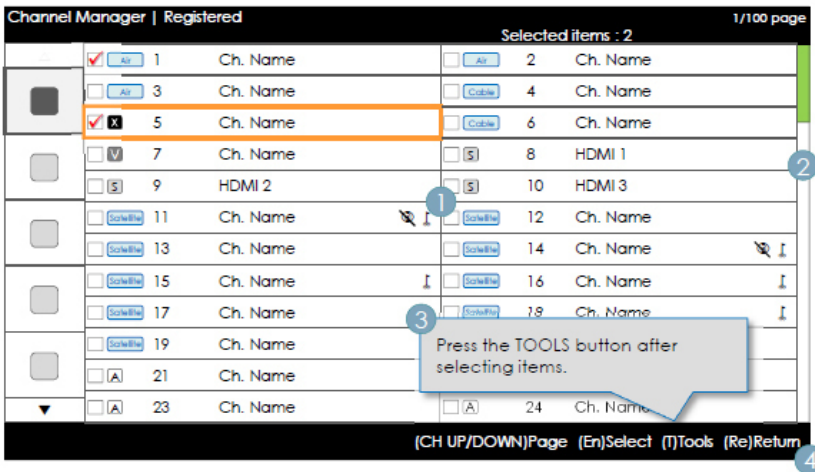 Channel Manager | Registered
1/100 page
Selected items : 2
Air 1 Ch. Name
Air 2 Ch. Name
Air 3 Ch. Name
Cable 4 Ch. Name
X 5 Ch. Name
Cable 6 Ch. Name
V 7 Ch. Name
S 8 HDMI 1
2
S 9 HDMI 2
S 10 HDMI 3
1
Satellite 11 Ch. Name
Satellite 12 Ch. Name
Satellite 13 Ch. Name
Satellite 14 Ch. Name
Satellite 15 Ch. Name
Satellite 16 Ch. Name
Satellite 17 Ch. Name
Satellite 18 Ch. Name
3
Press the TOOLS button after
selecting items.
Satellite 19 Ch. Name
A 21 Ch. Name
A 23 Ch. Name
A 24 Ch. Name
(CH UP/DOWN)Page (En)Select (T)Tools (Re)Return
4